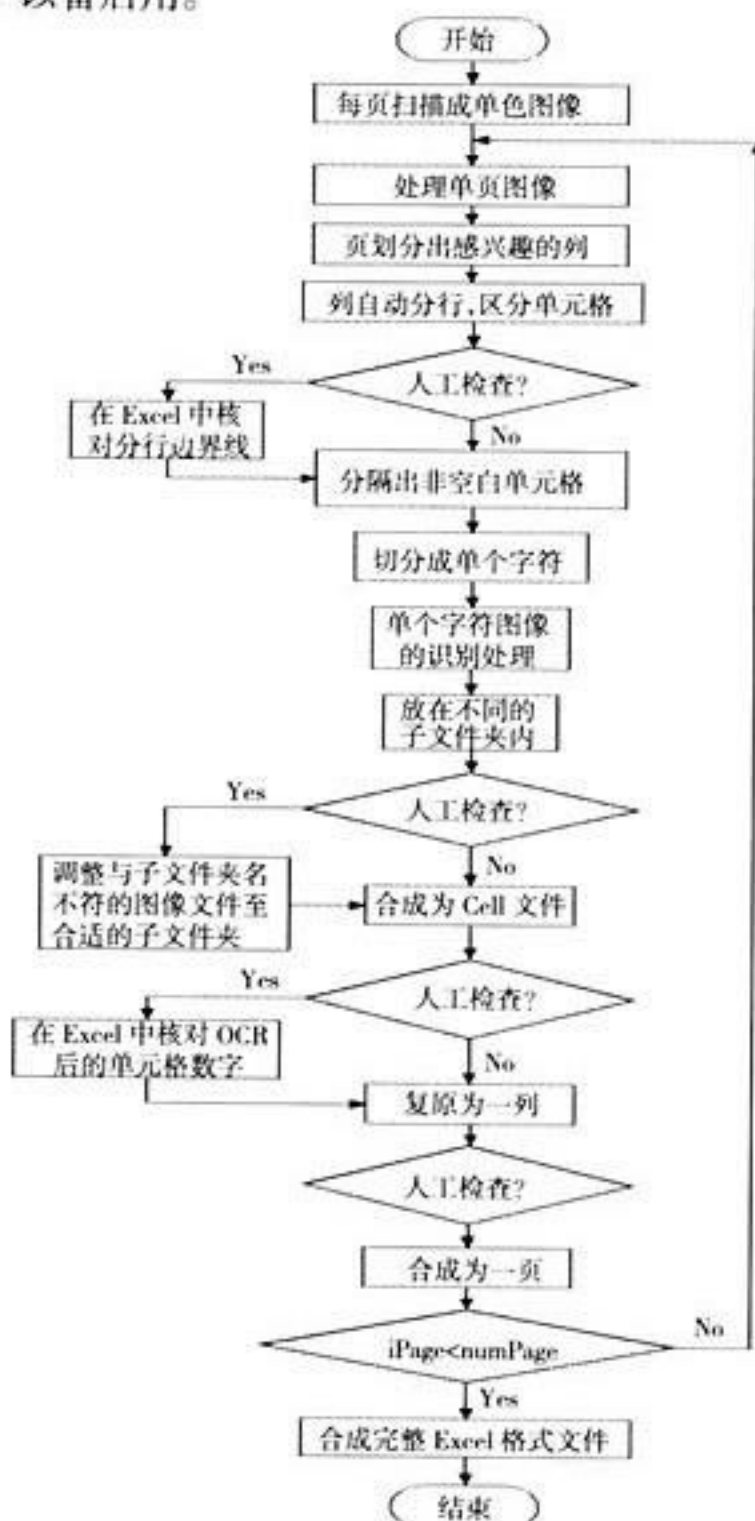 以备后用。
开始
每页扫描成单色图像
处理单页图像
页划分出感兴趣的列
列自动分行,区分单元格
人工检查?
Yes
在 Excel 中核
对分行边界线
No
分隔出非空白单元格
切分成单个字符
单个字符图像
的识别处理
放在不同的
子文件夹内
人工检查?
Yes
调整与子文件夹名
不符的图像文件至
合适的子文件夹
No
合成为 Cell 文件
人工检查?
Yes
在 Excel 中核对 OCR
后的单元格数字
No
复原为一列
人工检查?
合成为一页
iPage<numPage
No
Yes
合成完整 Excel 格式文件
结束